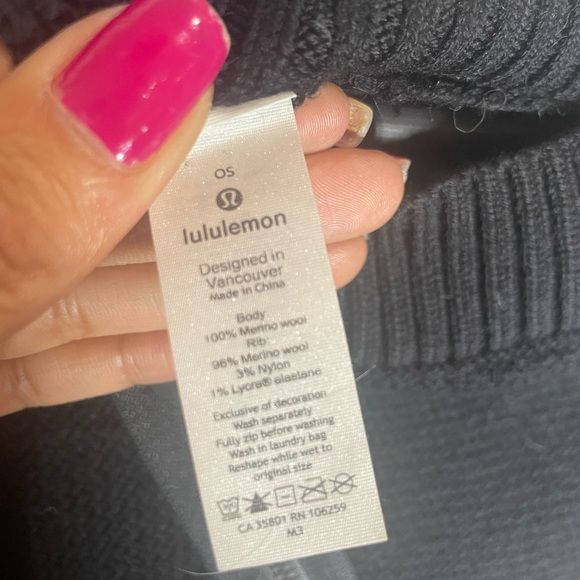 OS
lululemon
Designed in
Vancouver
Made in China
Body
100% Merino wool
Rib:
96% Merino wool
3% Nylon
1% Lycra® elastane
Exclusive of decoration
Wash separately
Fully zip before washing
Wash in laundry bag
Reshape while wet to
original size
CA 35801 RN 106259
M3